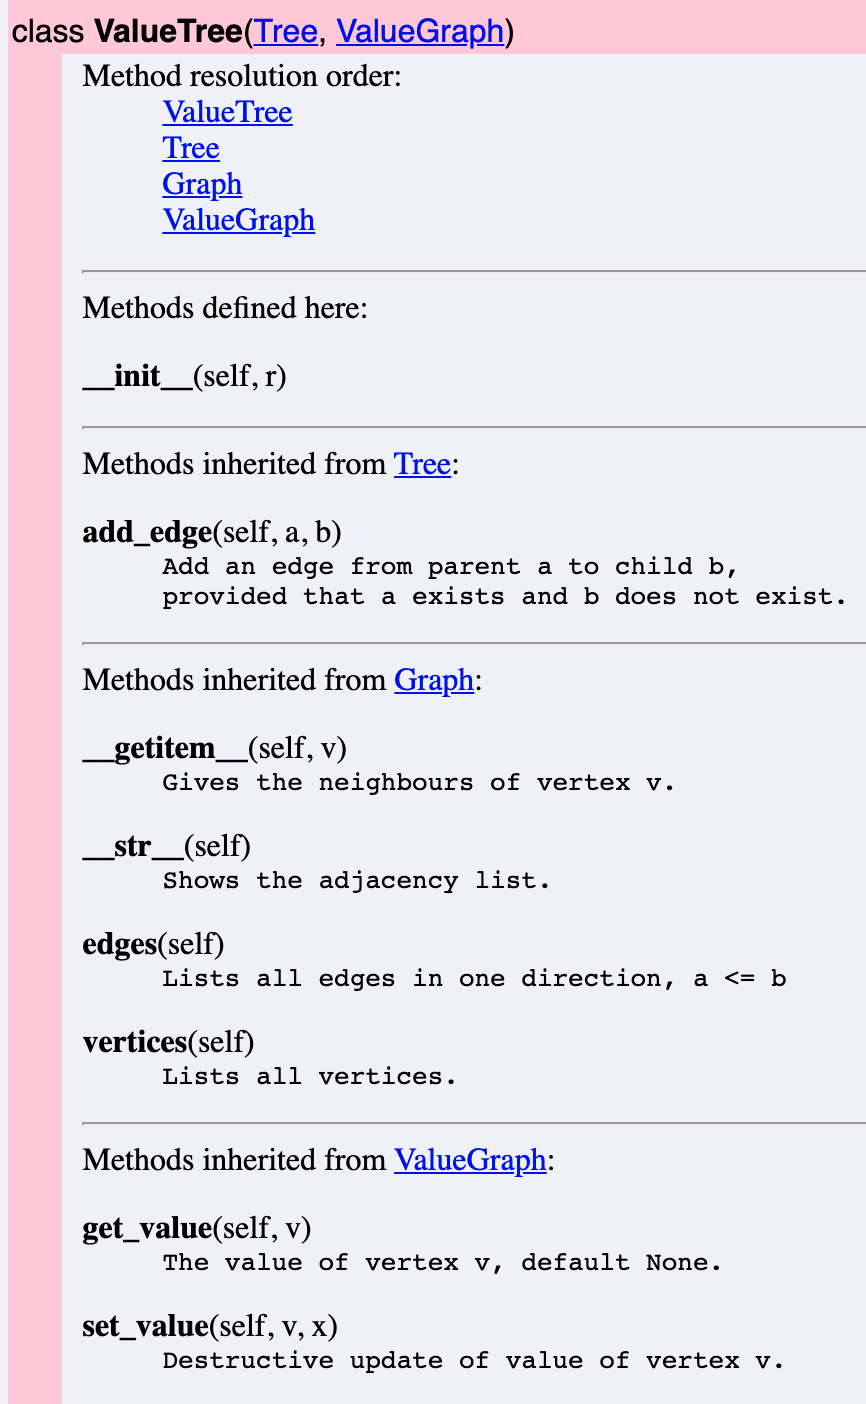 class ValueTree(Tree, ValueGraph)
Method resolution order:
ValueTree
Tree
Graph
ValueGraph
Methods defined here:
__init__(self, r)
Methods inherited from Tree:
add_edge(self, a, b)
Add an edge from parent a to child b,
provided that a exists and b does not exist.
Methods inherited from Graph:
__getitem__(self, v)
Gives the neighbours of vertex v.
__str__(self)
Shows the adjacency list.
edges(self)
Lists all edges in one direction, a <= b
vertices(self)
Lists all vertices.
Methods inherited from ValueGraph:
get_value(self, v)
The value of vertex v, default None.
set_value(self, v, x)
Destructive update of value of vertex v.